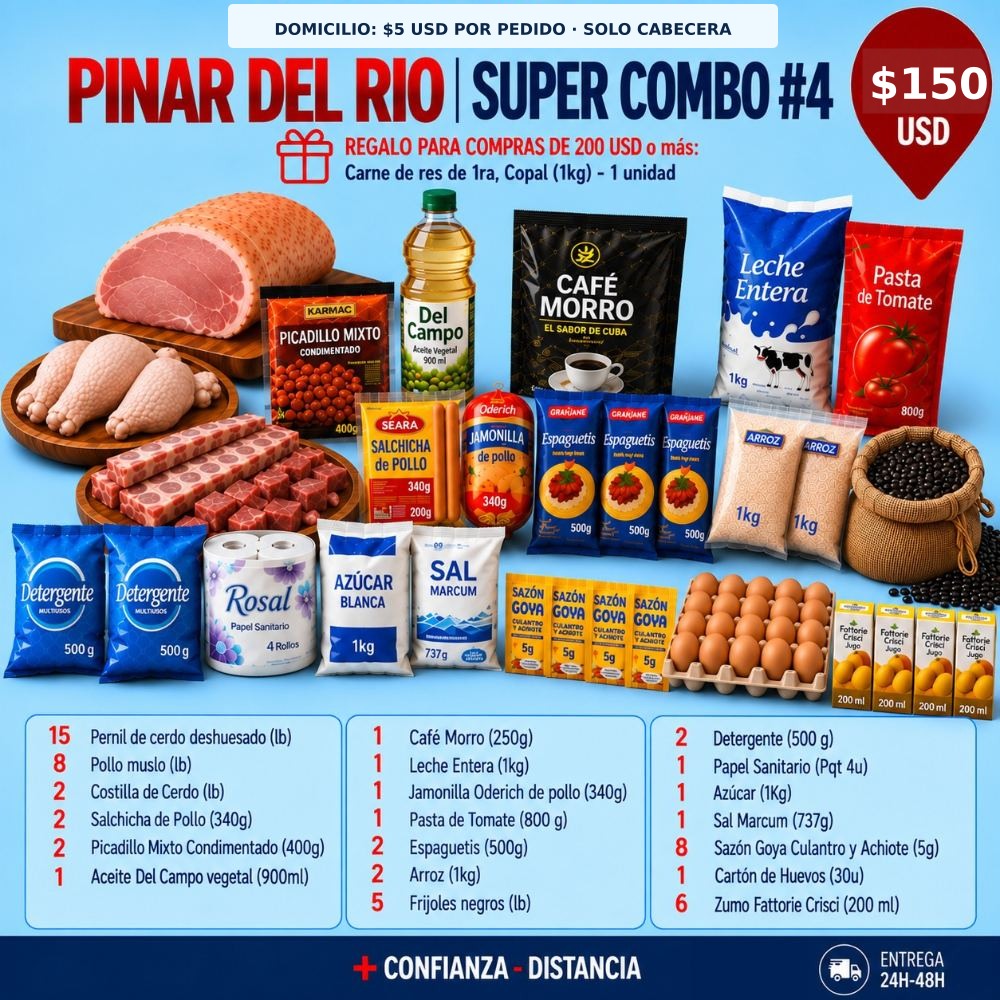 DOMICILIO: $5 USD POR PEDIDO · SOLO CABECERA
PINAR DEL RIO | SUPER COMBO #4
$150
USD
REGALO PARA COMPRAS DE 200 USD o más:
Carne de res de 1ra, Copal (1kg) - 1 unidad
KARMAC
PICADILLO MIXTO
CONDIMENTADO
400g
Del
Campo
Aceite Vegetal
900 ml
CAFÉ
MORRO
EL SABOR DE CUBA
Leche
Entera
1kg
Pasta
de Tomate
800g
SEARA
SALCHICHA
de POLLO
340g
200g
Oderich
JAMONILLA
de pollo
340g
GRANJANE
Espaguetis
500g
GRANJANE
Espaguetis
500g
GRANJANE
Espaguetis
500g
ARROZ
1kg
ARROZ
1kg
Detergente
MULTIUSOS
500 g
Detergente
MULTIUSOS
500 g
Rosal
Papel Sanitario
4 Rollos
AZÚCAR
BLANCA
1kg
SAL
MARCUM
737g
SAZÓN
GOYA
CULANTRO
Y ACHIOTE
5g
SAZÓN
GOYA
CULANTRO
Y ACHIOTE
5g
SAZÓN
GOYA
CULANTRO
Y ACHIOTE
5g
SAZÓN
GOYA
CULANTRO
Y ACHIOTE
5g
Fattorie
Crisci
Jugo
200 ml
Fattorie
Crisci
Jugo
200 ml
Fattorie
Crisci
Jugo
200 ml
Fattorie
Crisci
Jugo
200 ml
15 Pernil de cerdo deshuesado (lb)
8 Pollo muslo (lb)
2 Costilla de Cerdo (lb)
2 Salchicha de Pollo (340g)
2 Picadillo Mixto Condimentado (400g)
1 Aceite Del Campo vegetal (900ml)
1 Café Morro (250g)
1 Leche Entera (1kg)
1 Jamonilla Oderich de pollo (340g)
1 Pasta de Tomate (800 g)
2 Espaguetis (500g)
2 Arroz (1kg)
5 Frijoles negros (lb)
2 Detergente (500 g)
1 Papel Sanitario (Pqt 4u)
1 Azúcar (1Kg)
1 Sal Marcum (737g)
8 Sazón Goya Culantro y Achiote (5g)
1 Cartón de Huevos (30u)
6 Zumo Fattorie Crisci (200 ml)
+ CONFIANZA - DISTANCIA
ENTREGA
24H-48H